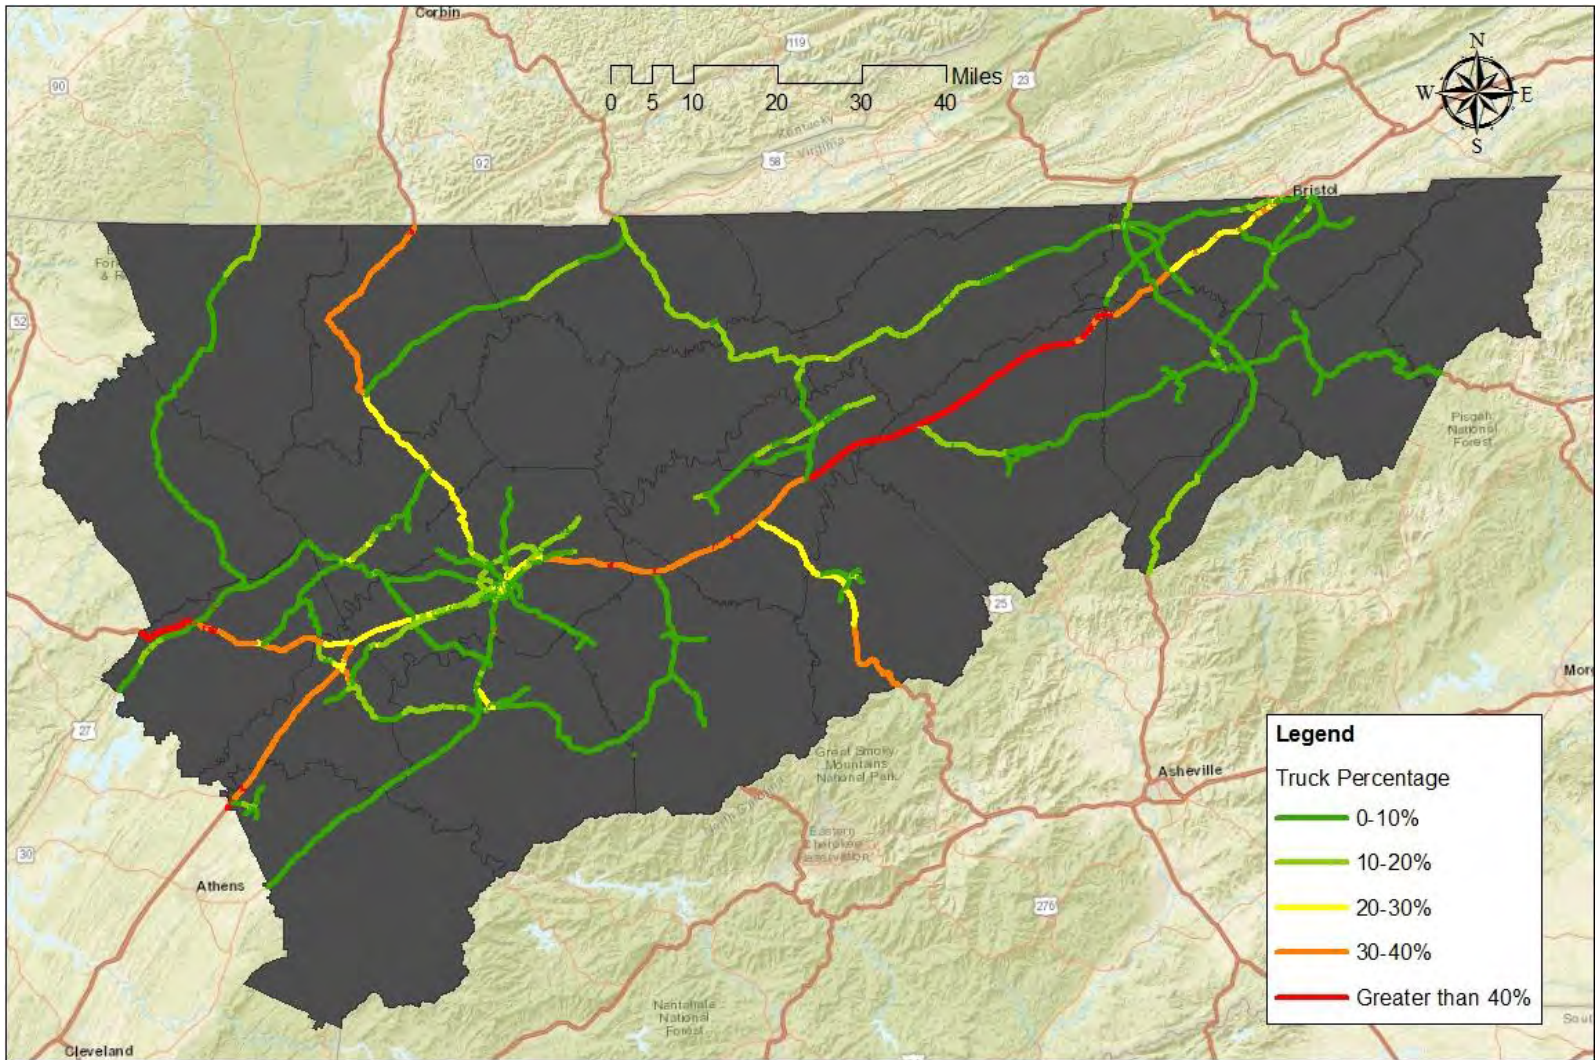 Corbin
119
90
23
Miles
0 5 10 20 30 40
N
W E
S
Kentucky
Virginia
92
58
Bristol
52
Pisgah
National
Forest
25
27
Great Smoky
Mountains
National Park
Asheville
Eastern
Cherokee
30
Athens
276
Nantahala
National
Forest
Cleveland
Legend
Truck Percentage
0-10%
10-20%
20-30%
30-40%
Greater than 40%